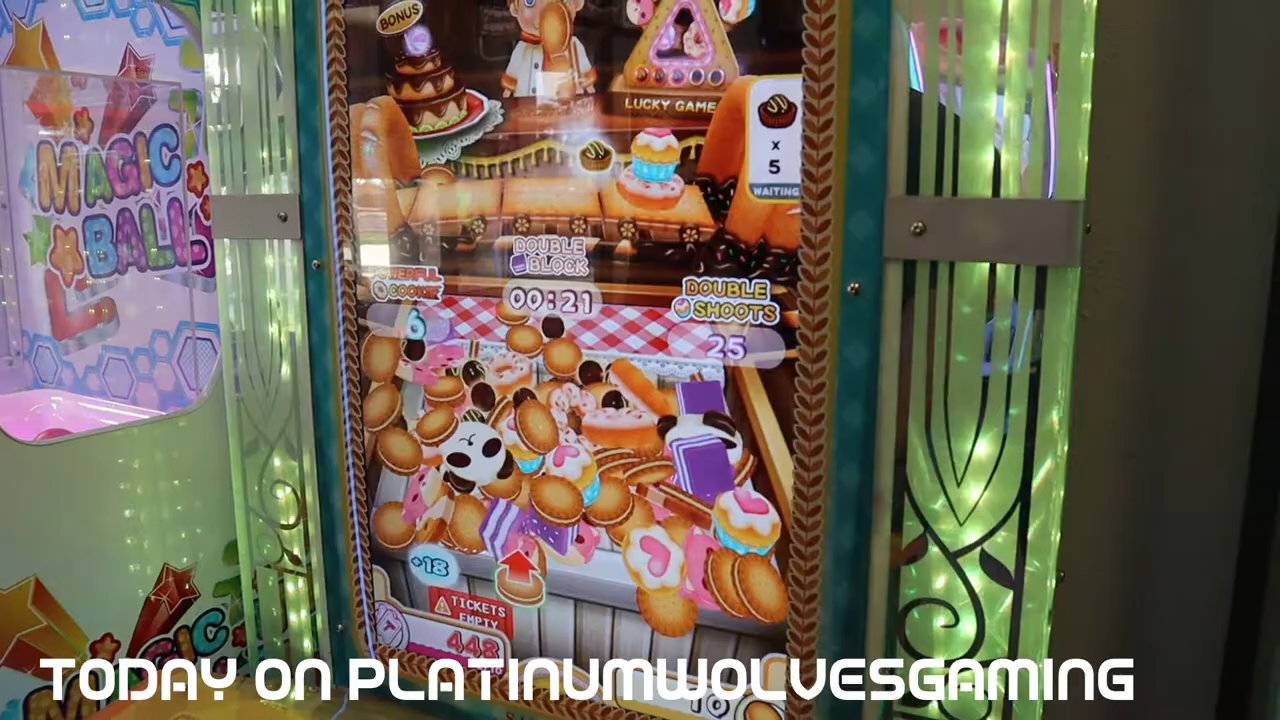 BONUS
LUCKY GAME
x
5
WAITING
MAGIC
BALL
DOUBLE
BLOCK
00:21
POWERFUL
COOKIE
6
DOUBLE
SHOOTS
25
+18
TICKETS
EMPTY
448
10
TODAY ON PLATINUMWOLVESGAMING